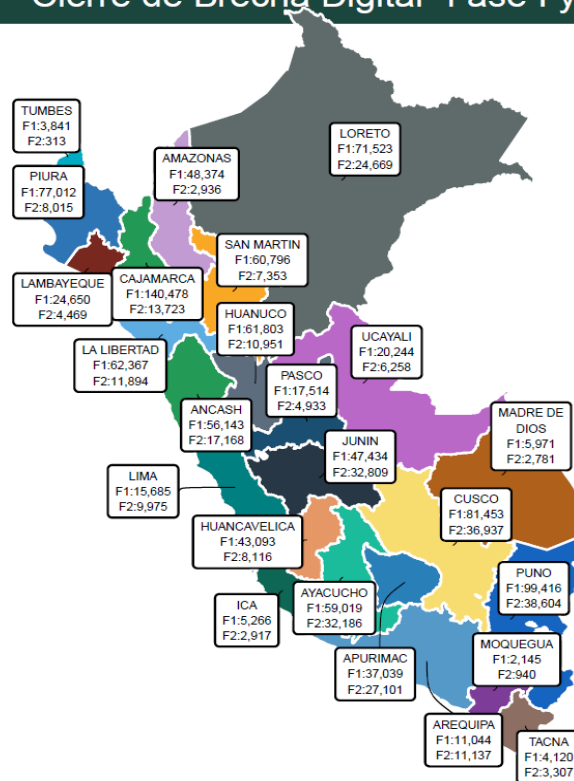 Cierre de Brecha Digital Fase I y
TUMBES
F1:3,841
F2:313
PIURA
F1:77,012
F2:8,015
AMAZONAS
F1:48,374
F2:2,936
LORETO
F1:71,523
F2:24,669
LAMBAYEQUE
F1:24,650
F2:4,469
CAJAMARCA
F1:140,478
F2:13,723
SAN MARTIN
F1:60,796
F2:7,353
HUANUCO
F1:61,803
F2:10,951
LA LIBERTAD
F1:62,367
F2:11,894
UCAYALI
F1:20,244
F2:6,258
PASCO
F1:17,514
F2:4,933
ANCASH
F1:56,143
F2:17,168
MADRE DE
DIOS
F1:5,971
F2:2,781
JUNIN
F1:47,434
F2:32,809
LIMA
F1:15,685
F2:9,975
CUSCO
F1:81,453
F2:36,937
HUANCAVELICA
F1:43,093
F2:8,116
PUNO
F1:99,416
F2:38,604
ICA
F1:5,266
F2:2,917
AYACUCHO
F1:59,019
F2:32,186
APURIMAC
F1:37,039
F2:27,101
MOQUEGUA
F1:2,145
F2:940
AREQUIPA
F1:11,044
F2:11,137
TACNA
F1:4,120
F2:3,307